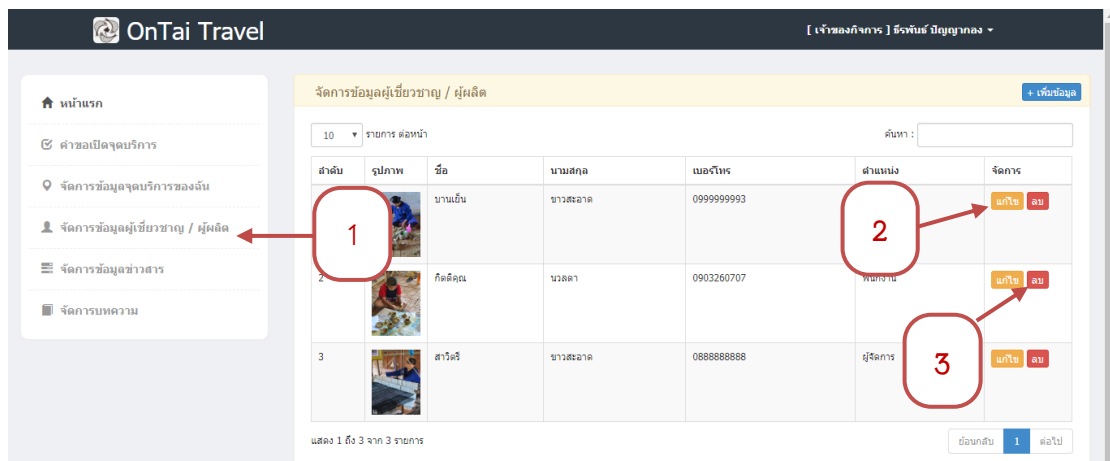 OnTai Travel
[ เจ้าของกิจการ ] ธีรพันธ์ ปัญญากลง
หน้าแรก
คำขอเปิดจุดบริการ
จัดการข้อมูลจุดบริการของฉัน
จัดการข้อมูลผู้เชี่ยวชาญ / ผู้ผลิต
จัดการข้อมูลข่าวสาร
จัดการบทความ
จัดการข้อมูลผู้เชี่ยวชาญ / ผู้ผลิต
+ เพิ่มข้อมูล
10 รายการ ต่อหน้า
ค้นหา :
ลำดับ รูปภาพ ชื่อ นามสกุล เบอร์โทร ตำแหน่ง จัดการ
บานเย็น ขาวสะอาด 0999999993 แก้ไข ลบ
1
2
2 กิตติคุณ นวลตา 0903260707 พนักงาน แก้ไข ลบ
3 สาวิตรี ขาวสะอาด 0888888888 ผู้จัดการ แก้ไข ลบ
3
แสดง 1 ถึง 3 จาก 3 รายการ
ย้อนกลับ 1 ต่อไป